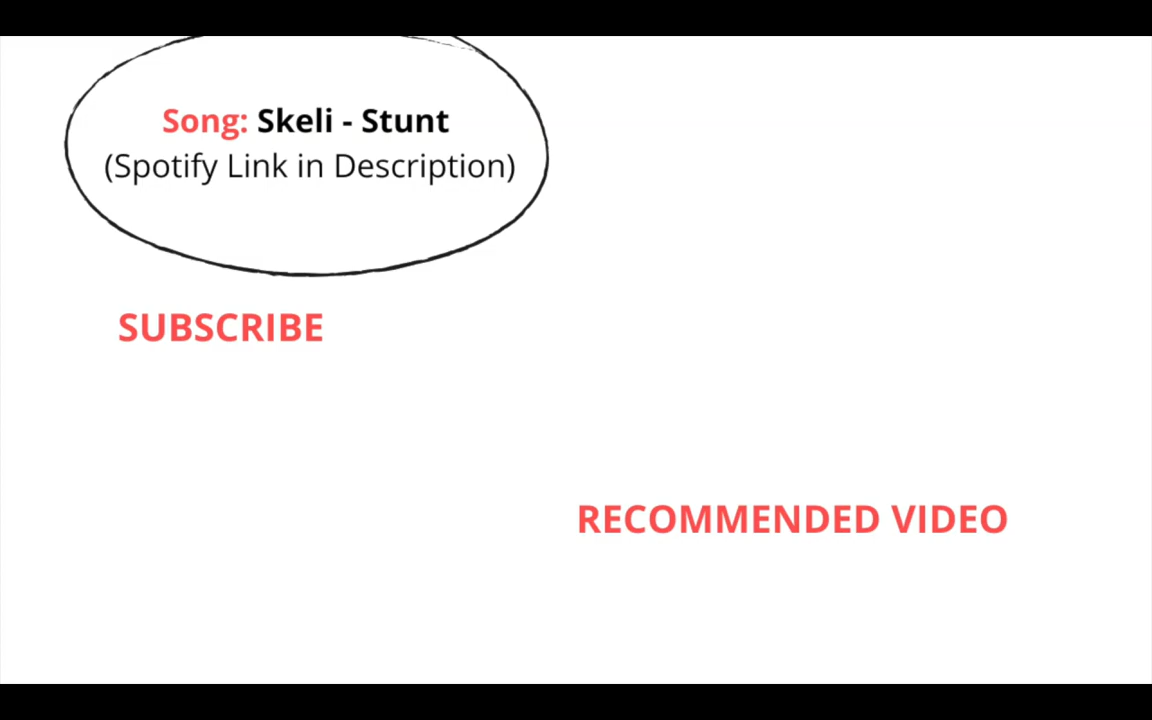 Song: Skeli - Stunt
(Spotify Link in Description)
SUBSCRIBE
RECOMMENDED VIDEO